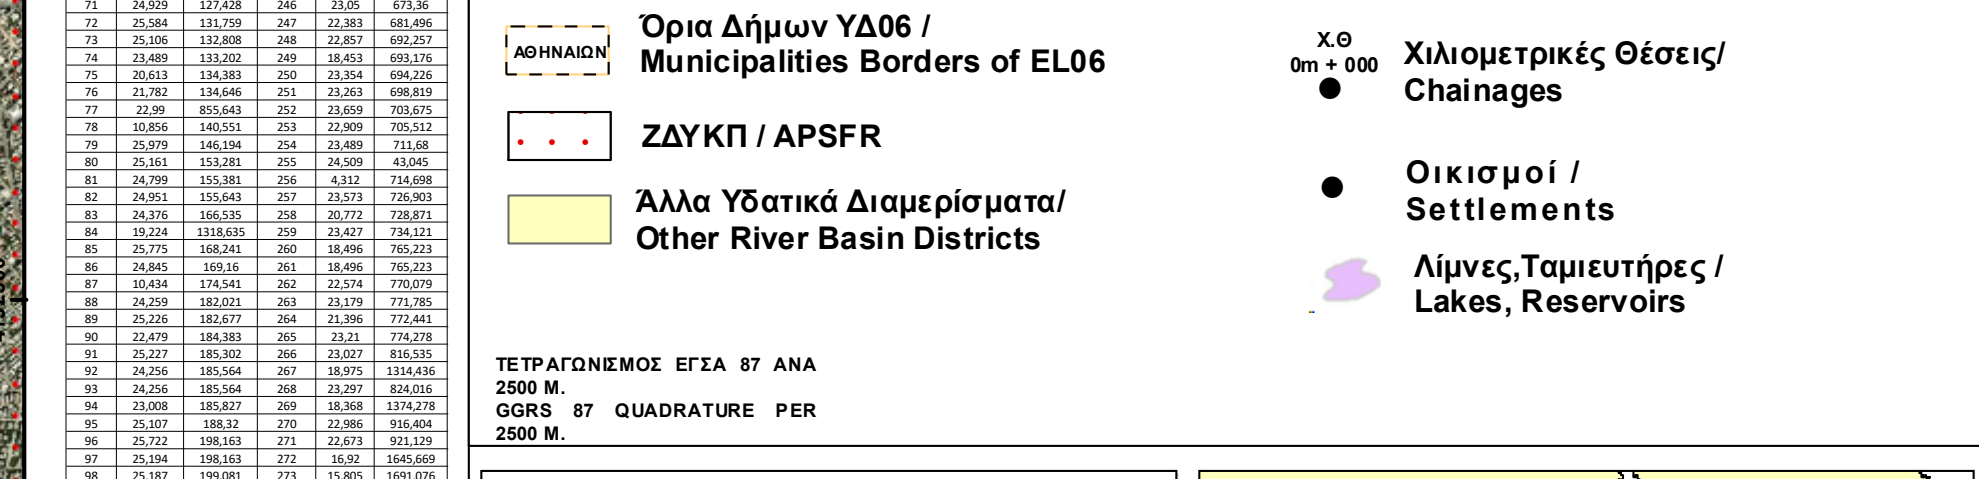 71 24,929 127,428 246 23,05 673,36
72 25,584 131,759 247 22,383 681,496
73 25,106 132,808 248 22,857 692,257
74 23,489 133,202 249 18,453 693,176
75 20,613 134,383 250 23,354 694,226
76 21,782 134,646 251 23,263 698,819
77 22,99 855,643 252 23,659 703,675
78 10,856 140,551 253 22,909 705,512
79 25,979 146,194 254 23,489 711,68
80 25,161 153,281 255 24,509 43,045
81 24,799 155,381 256 4,312 714,698
82 24,951 155,643 257 23,573 726,903
83 24,376 166,535 258 20,772 728,871
84 19,224 1318,635 259 23,427 734,121
85 25,775 168,241 260 18,496 765,223
86 24,845 169,16 261 18,496 765,223
87 10,434 174,541 262 22,574 770,079
88 24,259 182,021 263 23,179 771,785
89 25,226 182,677 264 21,396 772,441
90 22,479 184,383 265 23,21 774,278
91 25,227 185,302 266 23,027 816,535
92 24,256 185,564 267 18,975 1314,436
93 24,256 185,564 268 23,297 824,016
94 23,008 185,827 269 18,368 1374,278
95 25,107 188,32 270 22,986 916,404
96 25,722 198,163 271 22,673 921,129
97 25,194 198,163 272 16,92 1645,669
98 25,187 199,081 273 15,805 1691,076
ΑΘΗΝΑΙΩΝ
Όρια Δήμων ΥΔ06 /
Municipalities Borders of EL06
ΖΔΥΚΠ / APSFR
Άλλα Υδατικά Διαμερίσματα/
Other River Basin Districts
ΤΕΤΡΑΓΩΝΙΣΜΟΣ ΕΓΣΑ 87 ΑΝΑ
2500 Μ.
GGRS 87 QUADRATURE PER
2500 M.
Χ.Θ
0m + 000
Χιλιομετρικές Θέσεις/
Chainages
Οικισμοί /
Settlements
Λίμνες,Ταμιευτήρες /
Lakes, Reservoirs